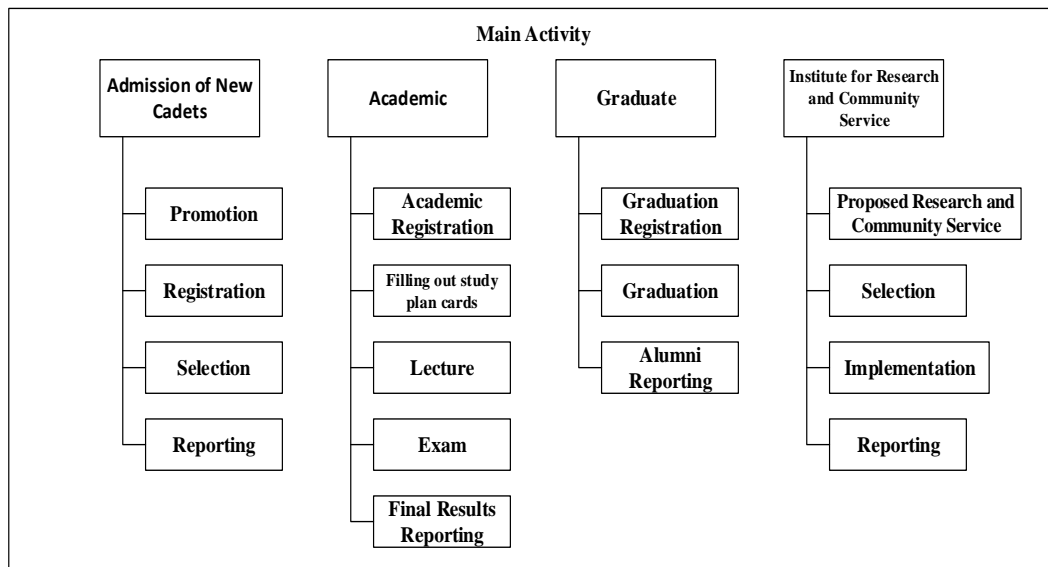 Main Activity
Admission of New
Cadets
Promotion
Registration
Selection
Reporting
Academic
Academic
Registration
Filling out study
plan cards
Lecture
Exam
Final Results
Reporting
Graduate
Graduation
Registration
Graduation
Alumni
Reporting
Institute for Research
and Community
Service
Proposed Research and
Community Service
Selection
Implementation
Reporting